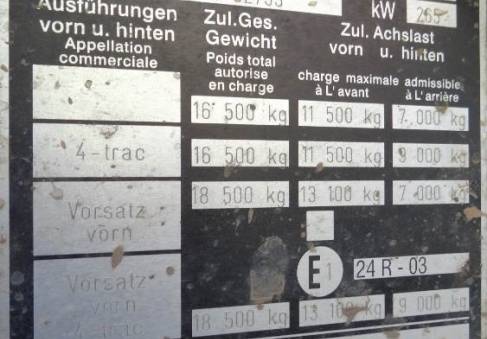 kW 265
Ausführungen
vorn u. hinten
Appellation
commerciale
Zul. Ges.
Gewicht
Poids total
autorise
en charge
Zul. Achslast
vorn u. hinten
charge maximale admissible
à L'avant à L'arrière
16 500 kg 11 500 kg 7 000 kg
4-trac 16 500 kg 11 500 kg 9 000 kg
18 500 kg 13 100 kg 7 000 kg
Vorsatz
vorn
E1 24 R - 03
Vorsatz
vorn
4-trac 18 500 kg 13 100 kg 9 000 kg